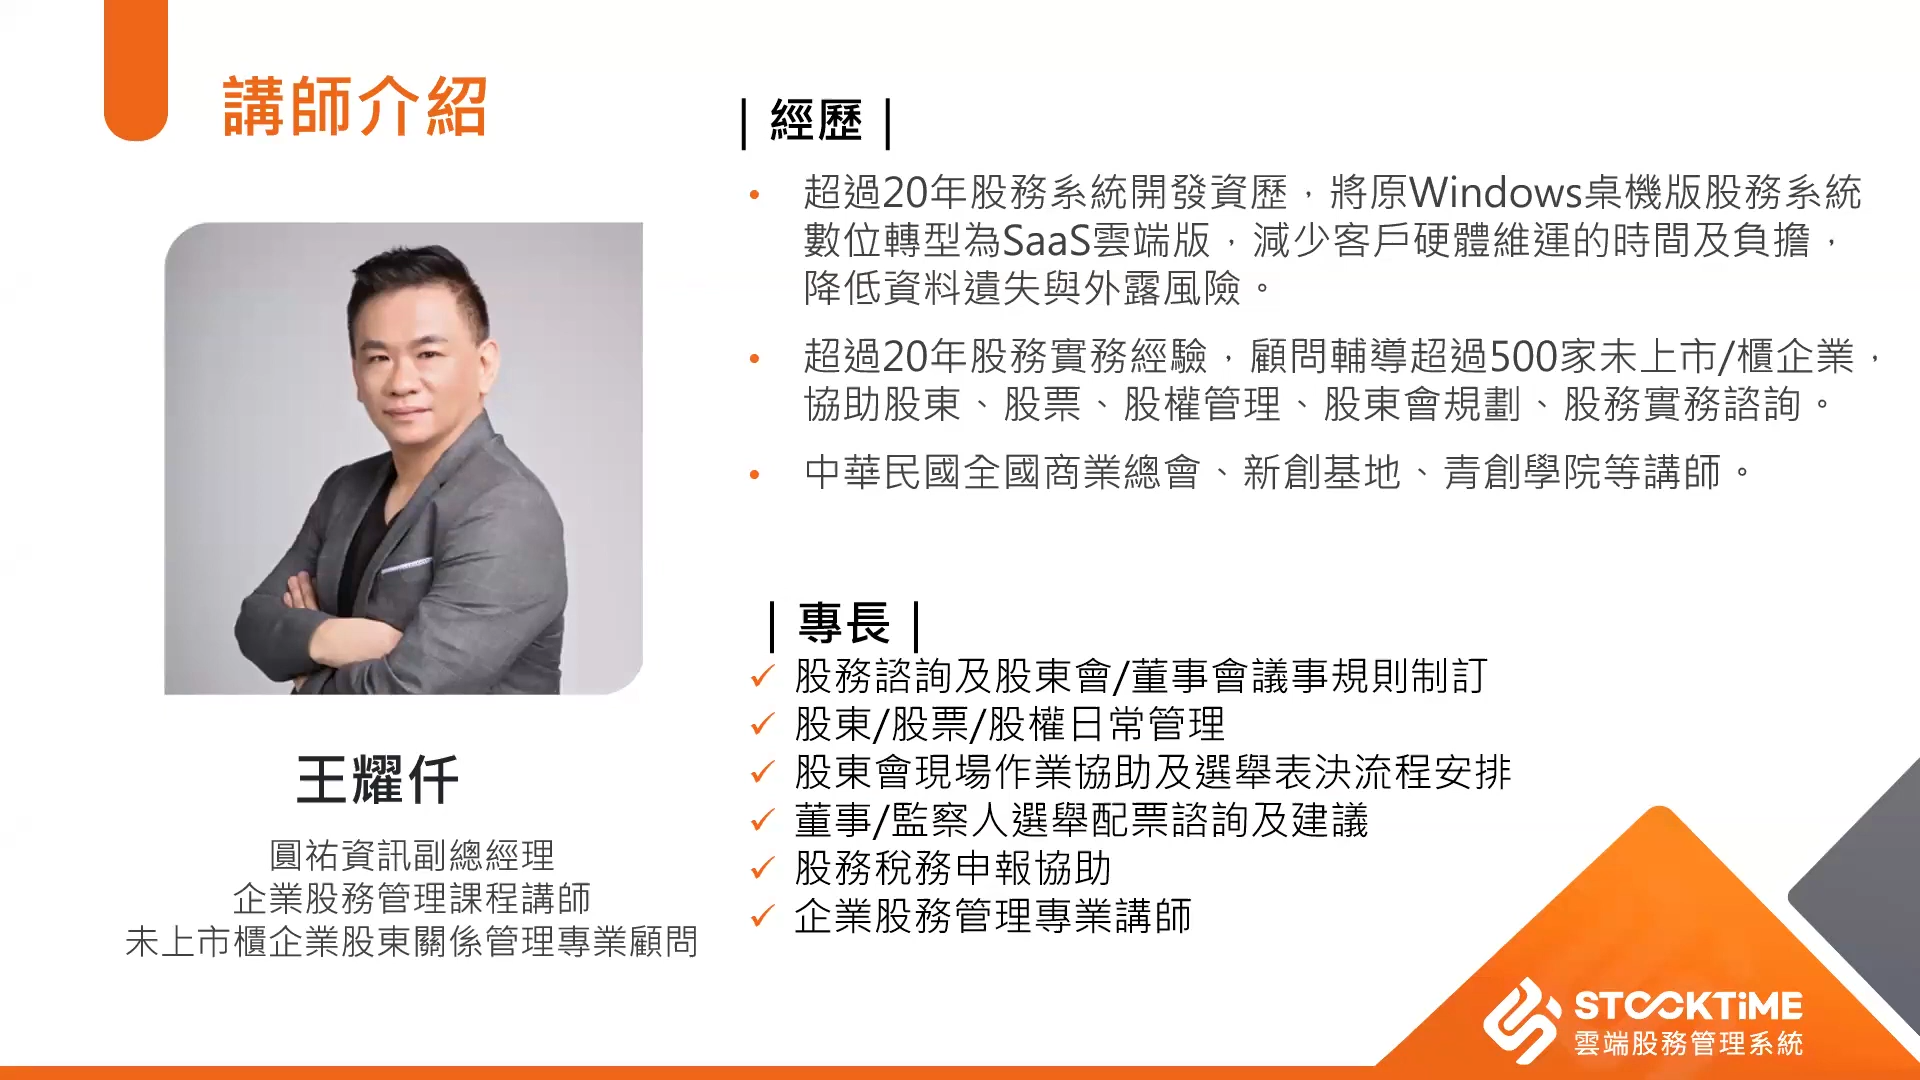 講師介紹
王耀仟
圓祐資訊副總經理
企業股務管理課程講師
未上市櫃企業股東關係管理專業顧問
| 經歷 |
• 超過20年股務系統開發資歷，將原Windows桌機版股務系統
數位轉型為SaaS雲端版，減少客戶硬體維運的時間及負擔，
降低資料遺失與外露風險。
• 超過20年股務實務經驗，顧問輔導超過500家未上市/櫃企業，
協助股東、股票、股權管理、股東會規劃、股務實務諮詢。
• 中華民國全國商業總會、新創基地、青創學院等講師。
| 專長 |
✓ 股務諮詢及股東會/董事會議事規則制訂
✓ 股東/股票/股權日常管理
✓ 股東會現場作業協助及選舉表決流程安排
✓ 董事/監察人選舉配票諮詢及建議
✓ 股務稅務申報協助
✓ 企業股務管理專業講師
STOCKTiME
雲端股務管理系統